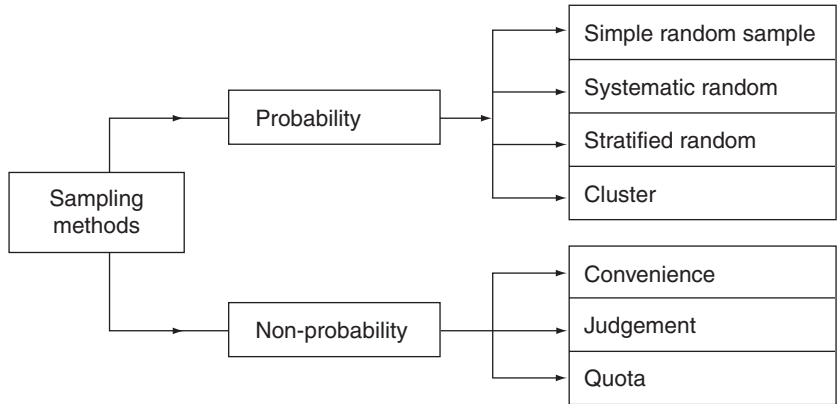 Sampling
methods
Probability
Simple random sample
Systematic random
Stratified random
Cluster
Non-probability
Convenience
Judgement
Quota